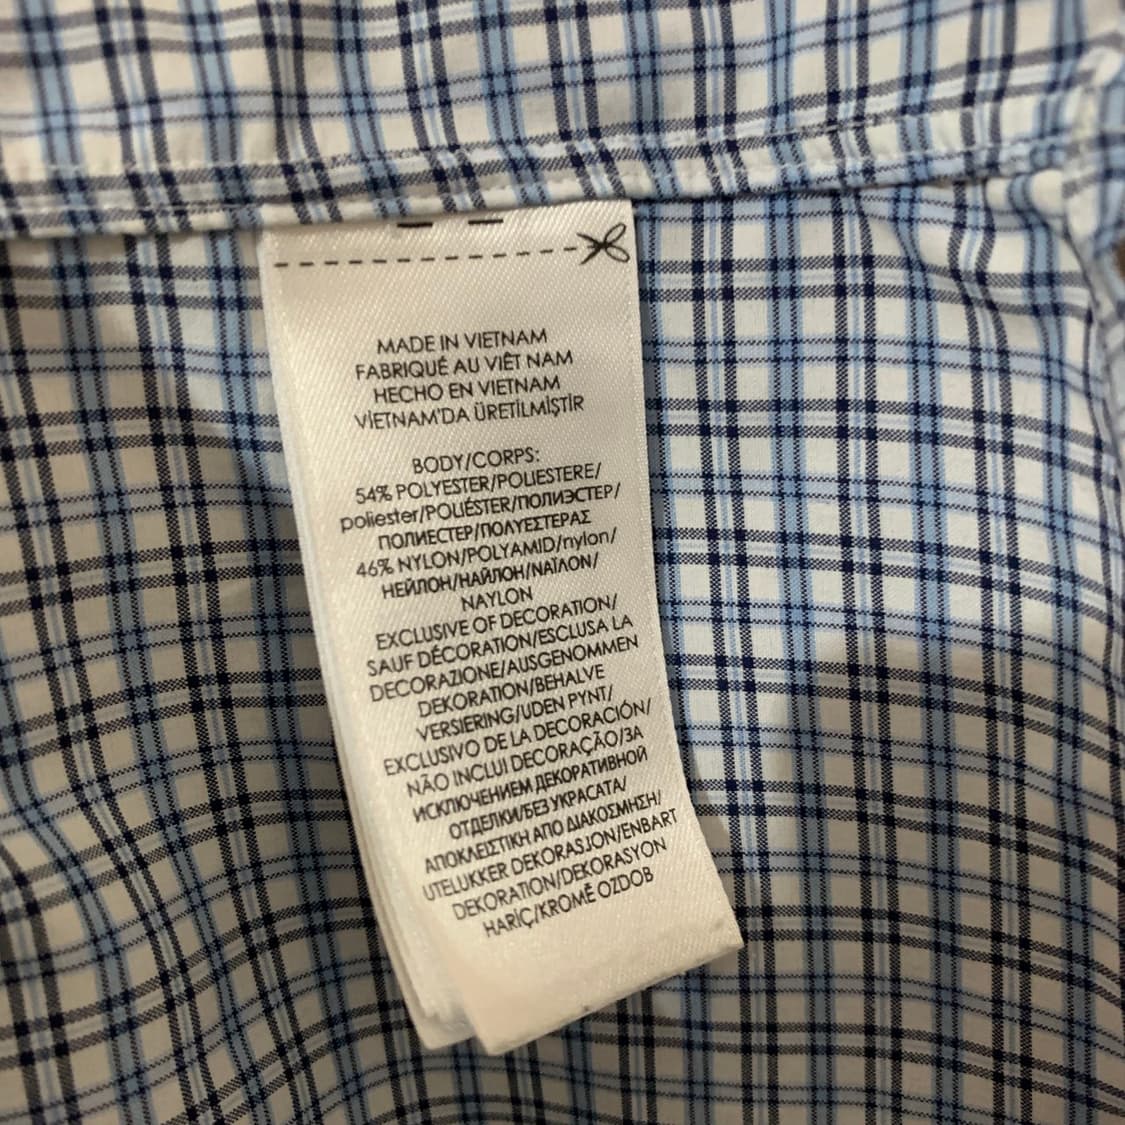 MADE IN VIETNAM
FABRIQUÉ AU VIÊT NAM
HECHO EN VIETNAM
VİETNAM'DA ÜRETİLMİŞTİR
BODY/CORPS:
54% POLYESTER/POLIESTERE/
poliester/POLIÉSTER/ПОЛИЭСТЕР/
ПОЛИЕСТЕР/ΠΟΛΥΕΣΤΕΡΑΣ
46% NYLON/POLYAMID/nylon/
НЕЙЛОН/НАЙЛОН/ΝΑΪΛΟΝ/
NAYLON
EXCLUSIVE OF DECORATION/
SAUF DÉCORATION/ESCLUSA LA
DECORAZIONE/AUSGENOMMEN
DEKORATION/BEHALVE
VERSIERING/UDEN PYNT/
EXCLUSIVO DE LA DECORACIÓN/
NÃO INCLUI DECORAÇÃO/ЗА
ИСКЛЮЧЕНИЕМ ДЕКОРАТИВНОЙ
ОТДЕЛКИ/БЕЗ УКРАСАТА/
ΑΠΟΚΛΕΙΣΤΙΚΗ ΑΠΟ ΔΙΑΚΟΣΜΗΣΗ/
UTELUKKER DEKORASJON/ENBART
DEKORATION/DEKORASYON
HARİÇ/KROMĚ OZDOB